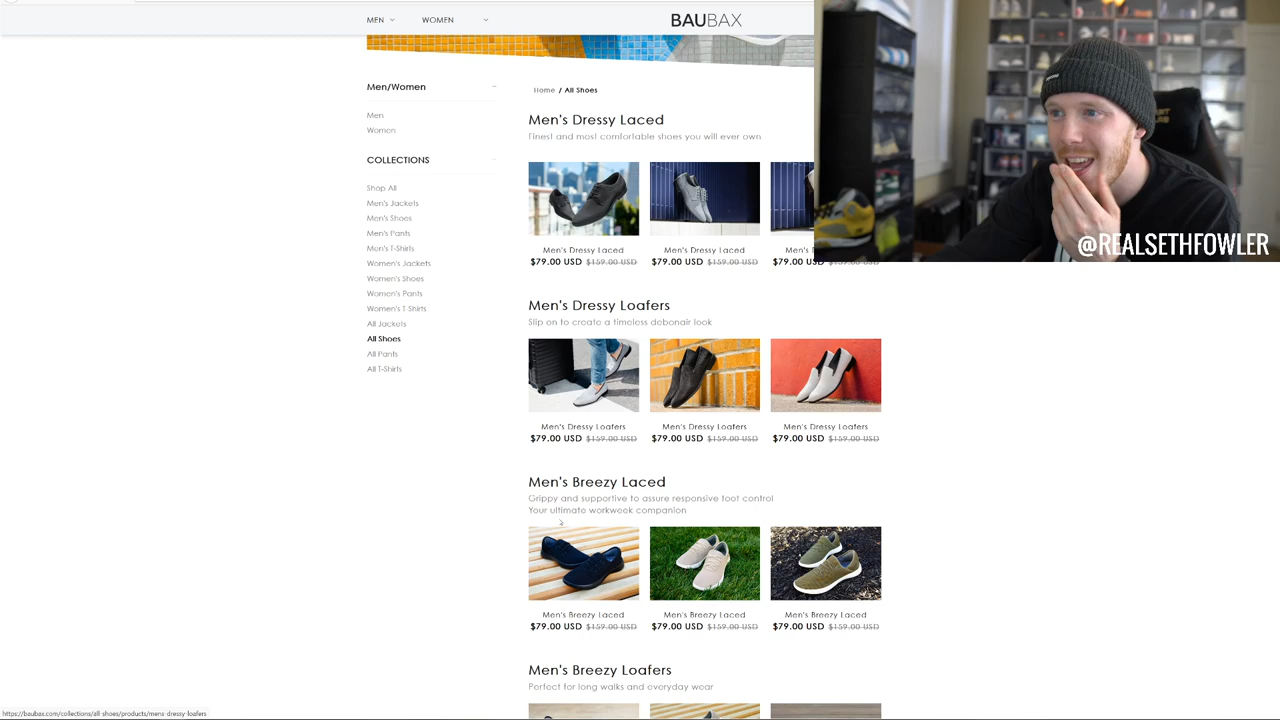 MEN
WOMEN
BAUBAX
@REALSETHFOWLER
Men/Women
Men
Women
COLLECTIONS
Shop All
Men's Jackets
Men's Shoes
Men's Pants
Men's T-Shirts
Women's Jackets
Women's Shoes
Women's Pants
Women's T-Shirts
All Jackets
All Shoes
All Pants
All T-Shirts
Home / All Shoes
Men's Dressy Laced
Finest and most comfortable shoes you will ever own
Men's Dressy Laced Men's Dressy Laced Men's
$79.00 USD $159.00 USD $79.00 USD $159.00 USD $79.00 USD $159.00 USD
Men's Dressy Loafers
Slip on to create a timeless debonair look
Men's Dressy Loafers Men's Dressy Loafers Men's Dressy Loafers
$79.00 USD $159.00 USD $79.00 USD $159.00 USD $79.00 USD $159.00 USD
Men's Breezy Laced
Grippy and supportive to assure responsive foot control
Your ultimate workweek companion
Men's Breezy Laced Men's Breezy Laced Men's Breezy Laced
$79.00 USD $159.00 USD $79.00 USD $159.00 USD $79.00 USD $159.00 USD
Men's Breezy Loafers
Perfect for long walks and everyday wear
https://baubax.com/collections/all-shoes/products/mens-dressy-loafers